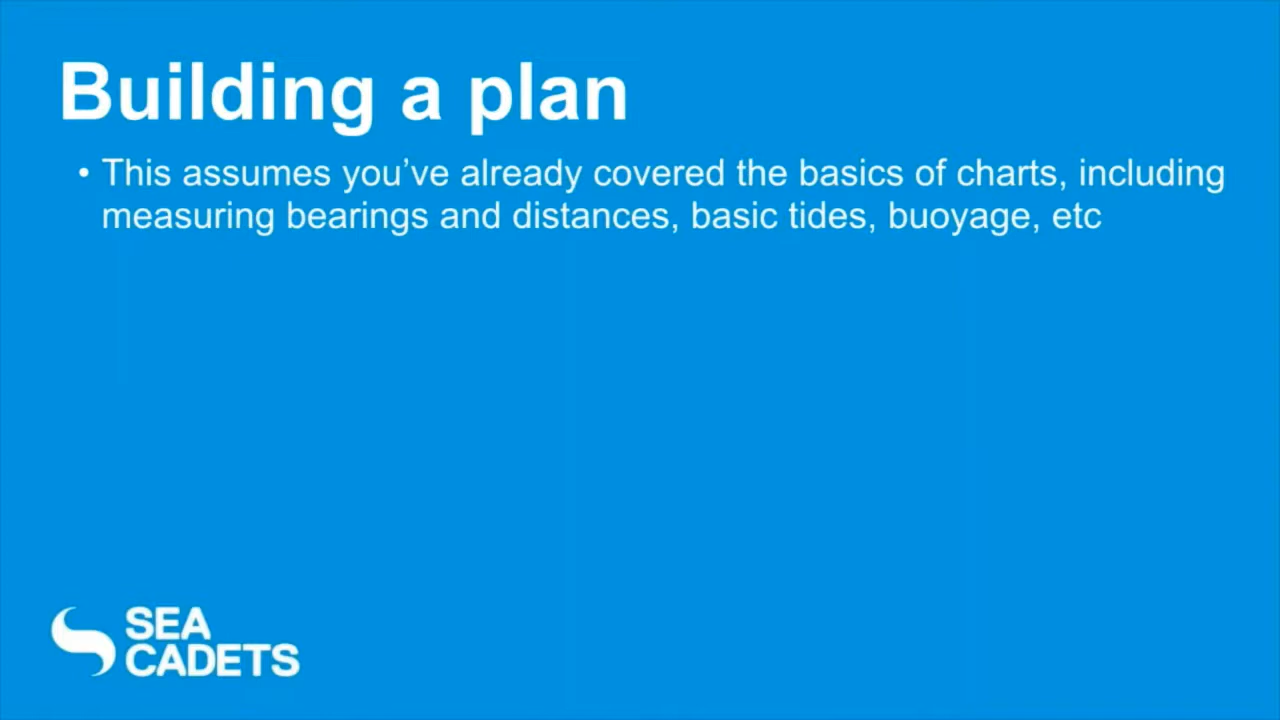 Building a plan
• This assumes you’ve already covered the basics of charts, including
measuring bearings and distances, basic tides, buoyage, etc
SEA
CADETS